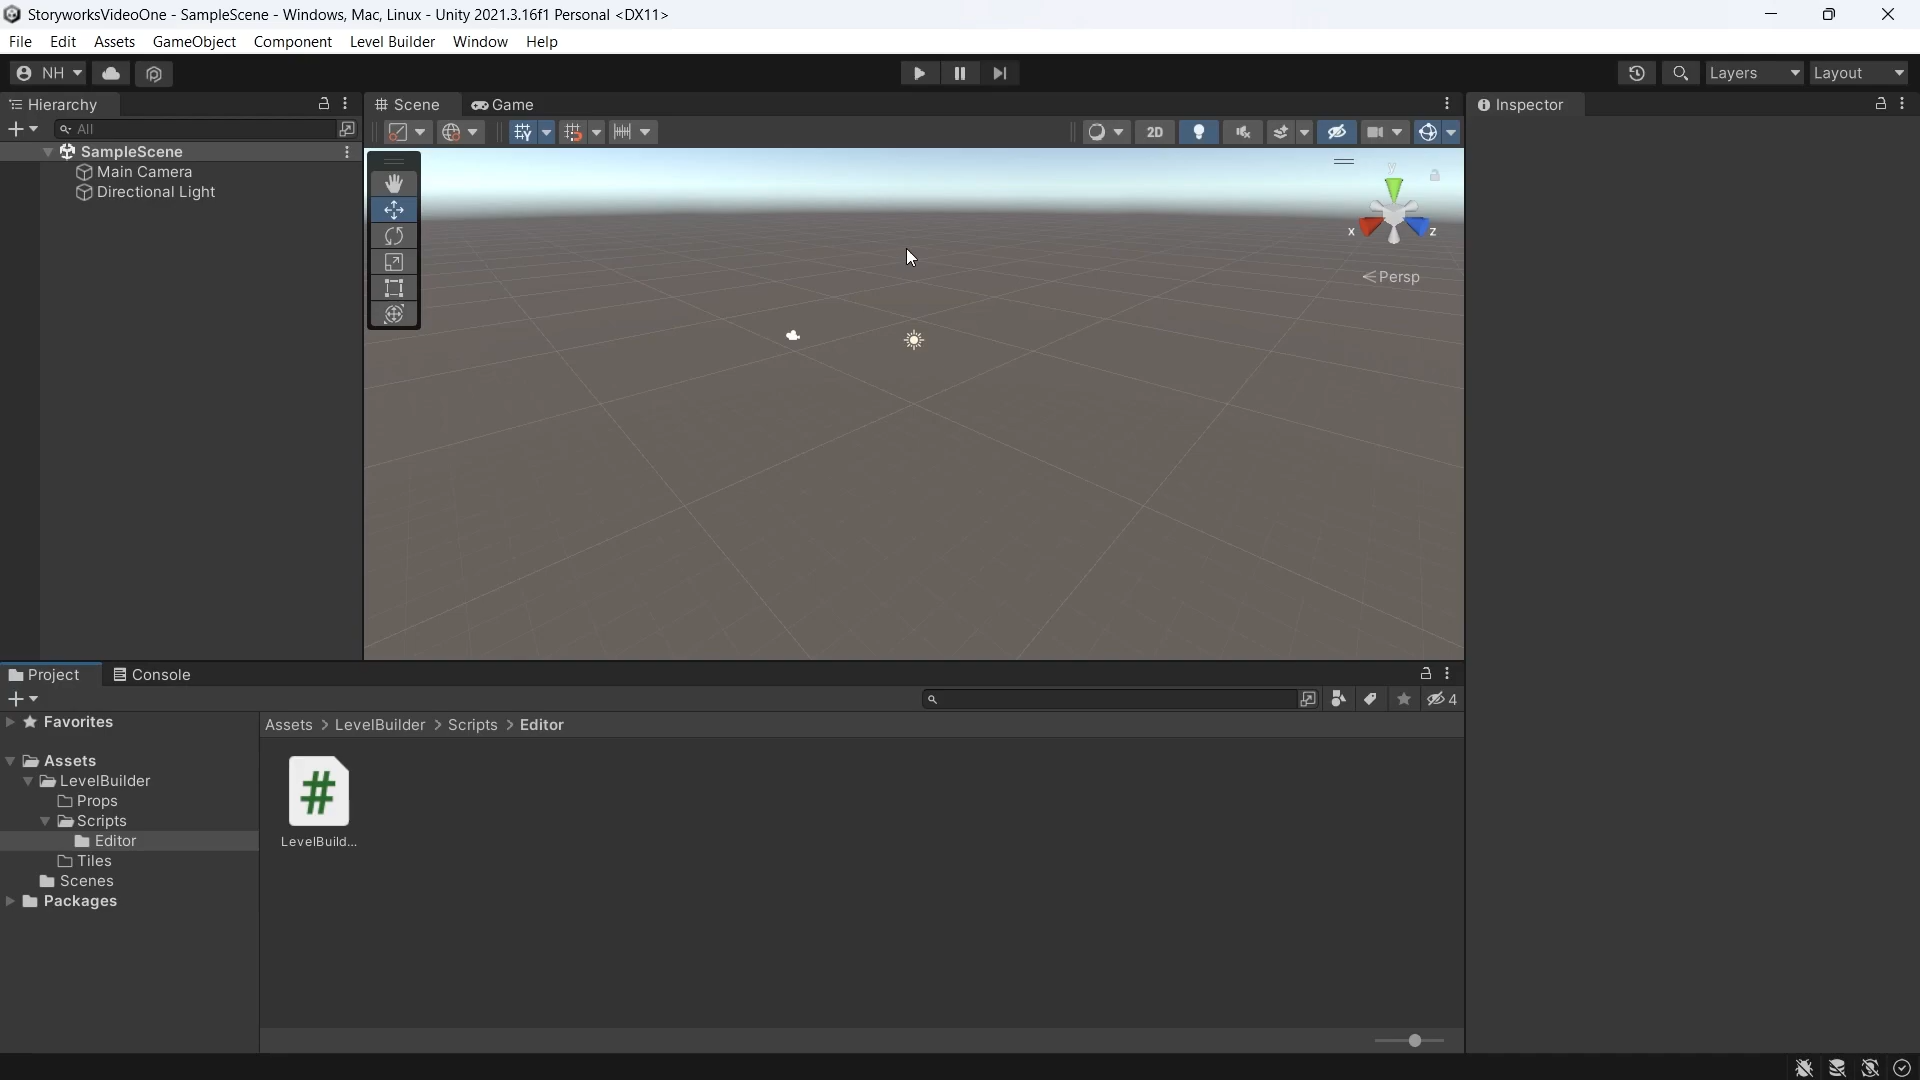 StoryworksVideoOne - SampleScene - Windows, Mac, Linux - Unity 2021.3.16f1 Personal <DX11>
File Edit Assets GameObject Component Level Builder Window Help
NH Layers Layout
Hierarchy
All
SampleScene
Main Camera
Directional Light
Scene Game
2D
y
x z
Persp
Inspector
Project Console
4
Favorites
Assets
LevelBuilder
Props
Scripts
Editor
Tiles
Scenes
Packages
Assets > LevelBuilder > Scripts > Editor
LevelBuild...